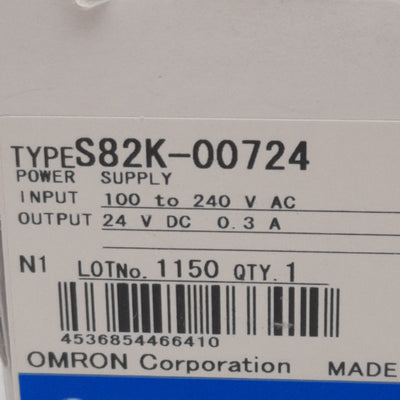 TYPE S82K-00724
POWER SUPPLY
INPUT 100 to 240 V AC
OUTPUT 24 V DC 0.3 A
N1 LOTNo. 1150 QTY. 1
4536854466410
OMRON Corporation MADE